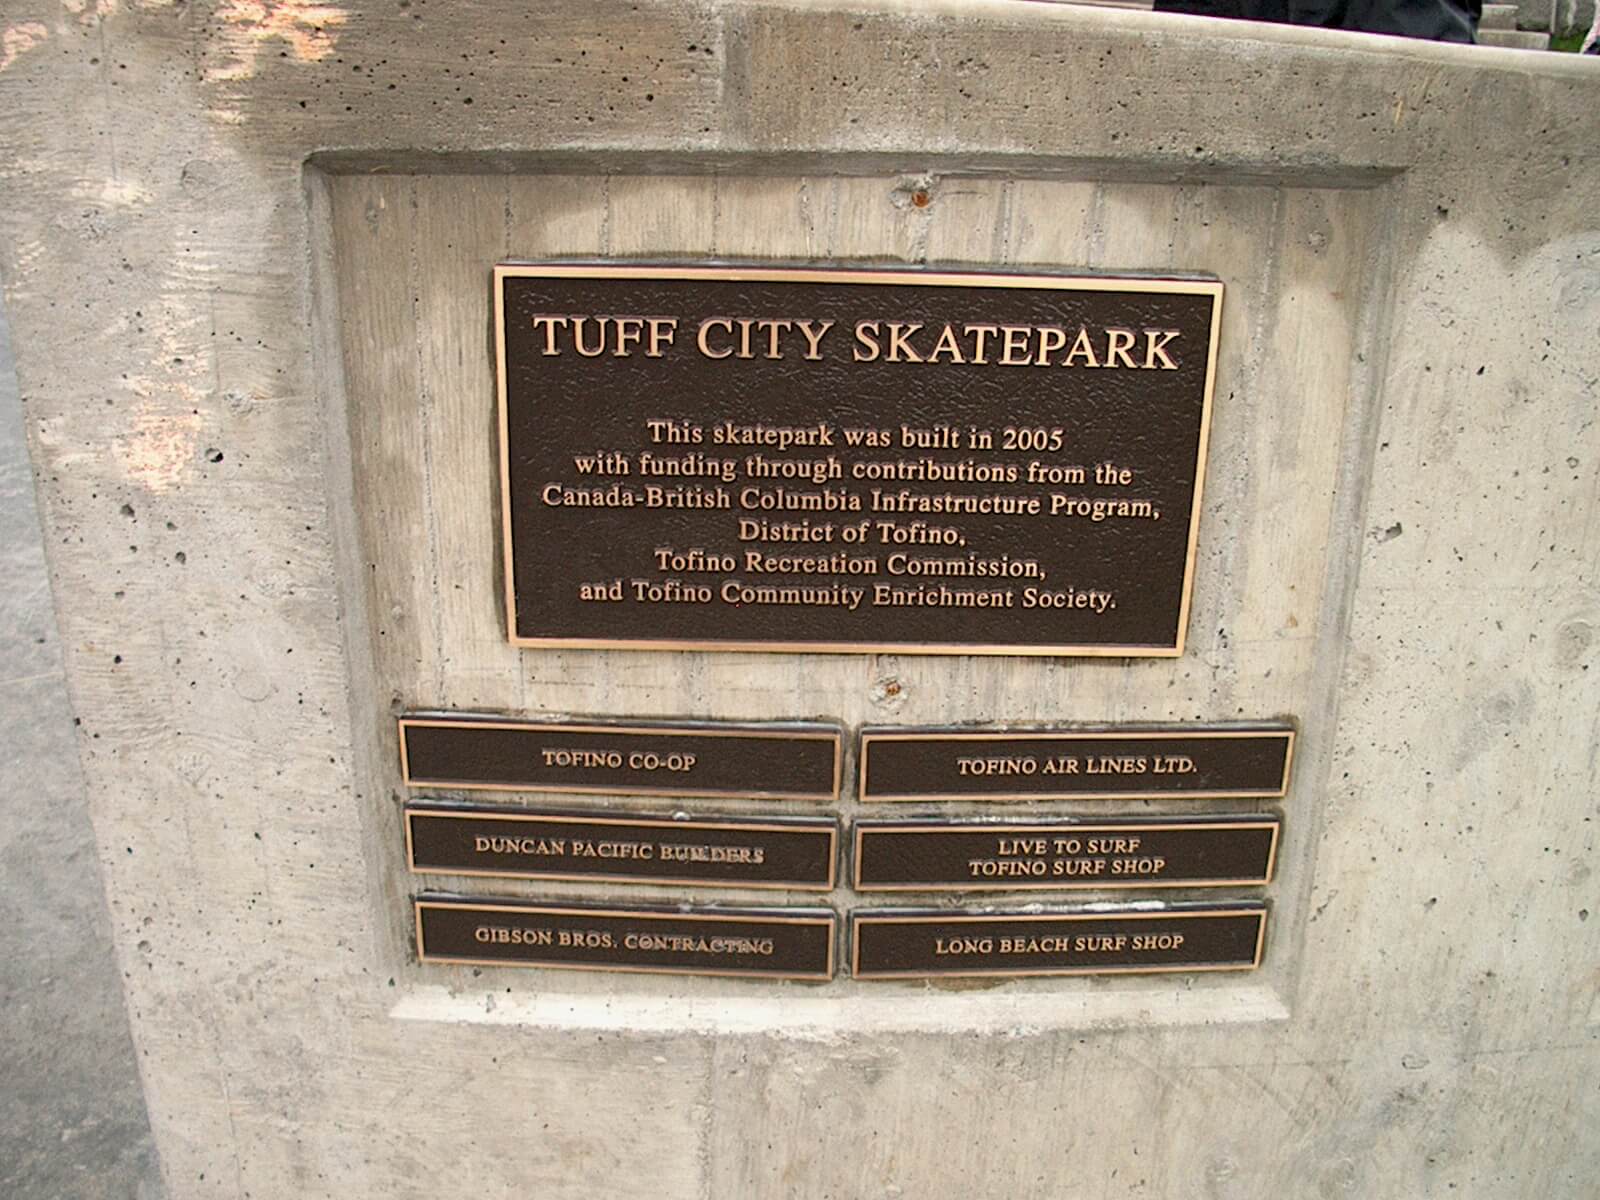 TUFF CITY SKATEPARK
This skatepark was built in 2005
with funding through contributions from the
Canada-British Columbia Infrastructure Program,
District of Tofino,
Tofino Recreation Commission,
and Tofino Community Enrichment Society.
TOFINO CO-OP
TOFINO AIR LINES LTD.
DUNCAN PACIFIC BUILDERS
LIVE TO SURF
TOFINO SURF SHOP
GIBSON BROS. CONTRACTING
LONG BEACH SURF SHOP